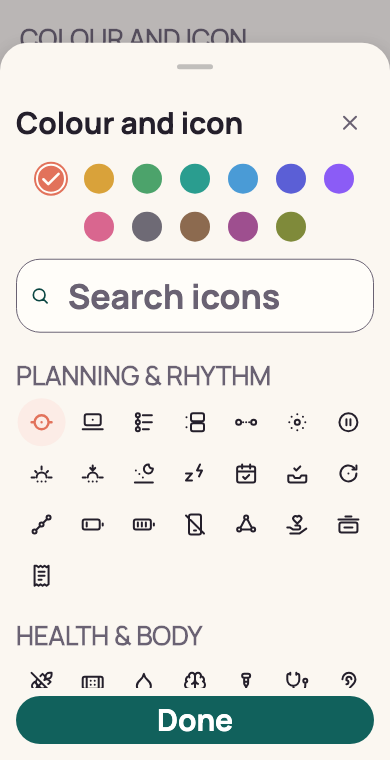 COLOUR AND ICON
Colour and icon
Search icons
PLANNING & RHYTHM
HEALTH & BODY
Done